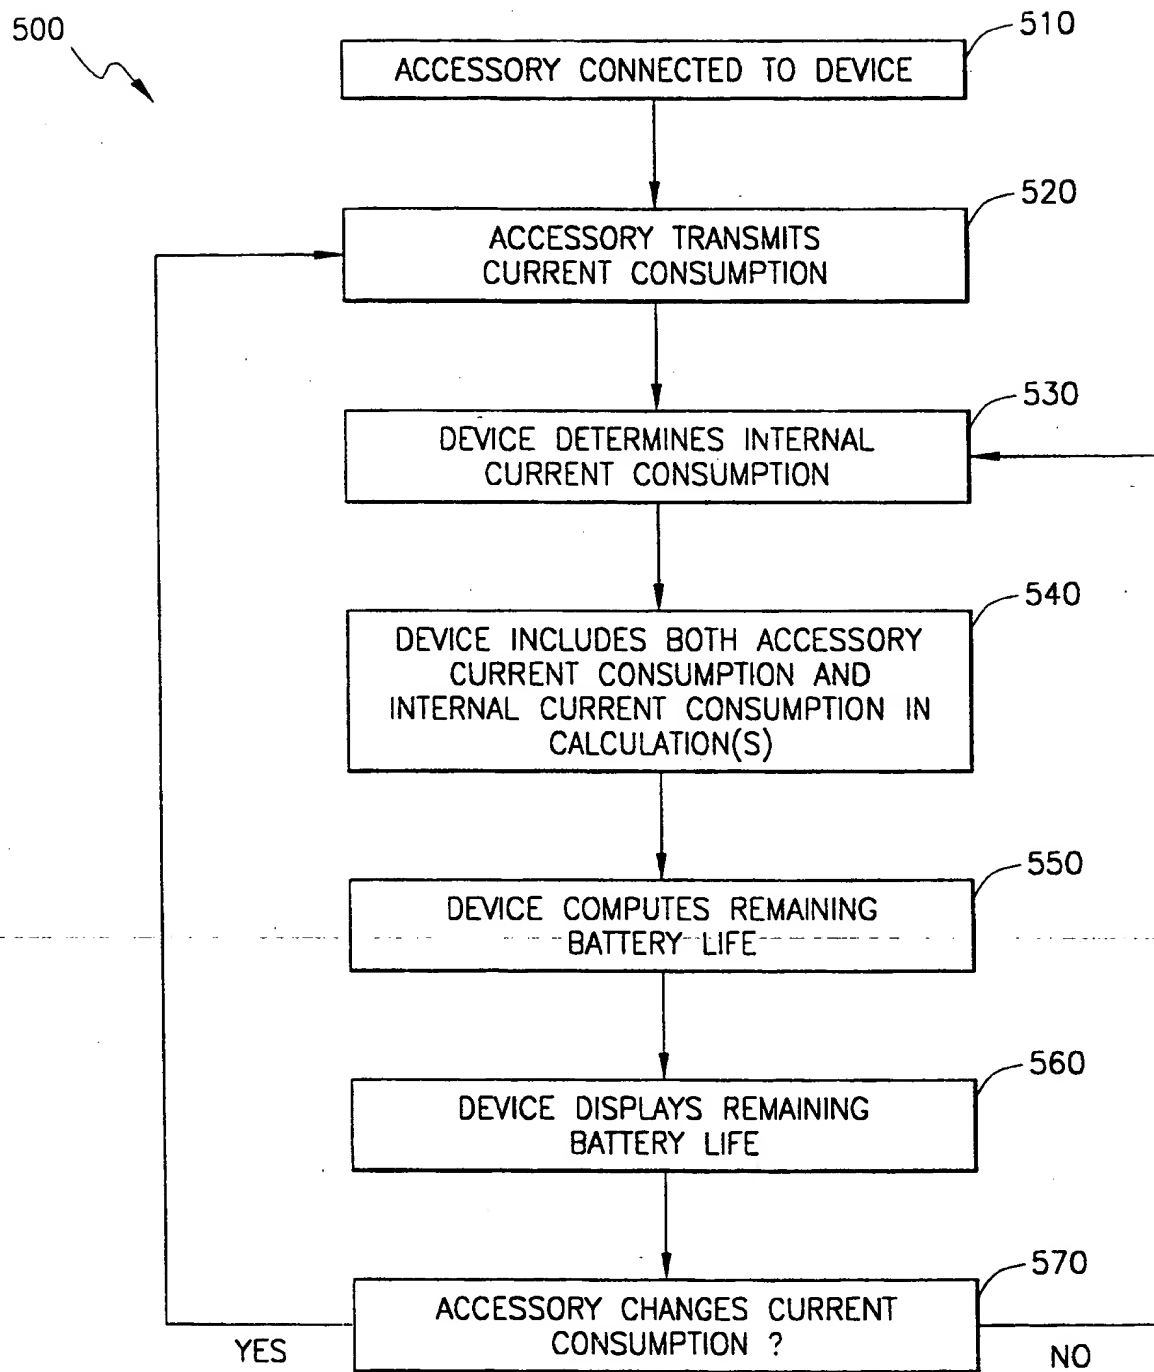 500
510
ACCESSORY CONNECTED TO DEVICE
520
ACCESSORY TRANSMITS
CURRENT CONSUMPTION
530
DEVICE DETERMINES INTERNAL
CURRENT CONSUMPTION
540
DEVICE INCLUDES BOTH ACCESSORY
CURRENT CONSUMPTION AND
INTERNAL CURRENT CONSUMPTION IN
CALCULATION(S)
550
DEVICE COMPUTES REMAINING
BATTERY LIFE
560
DEVICE DISPLAYS REMAINING
BATTERY LIFE
570
ACCESSORY CHANGES CURRENT
CONSUMPTION ?
YES
NO